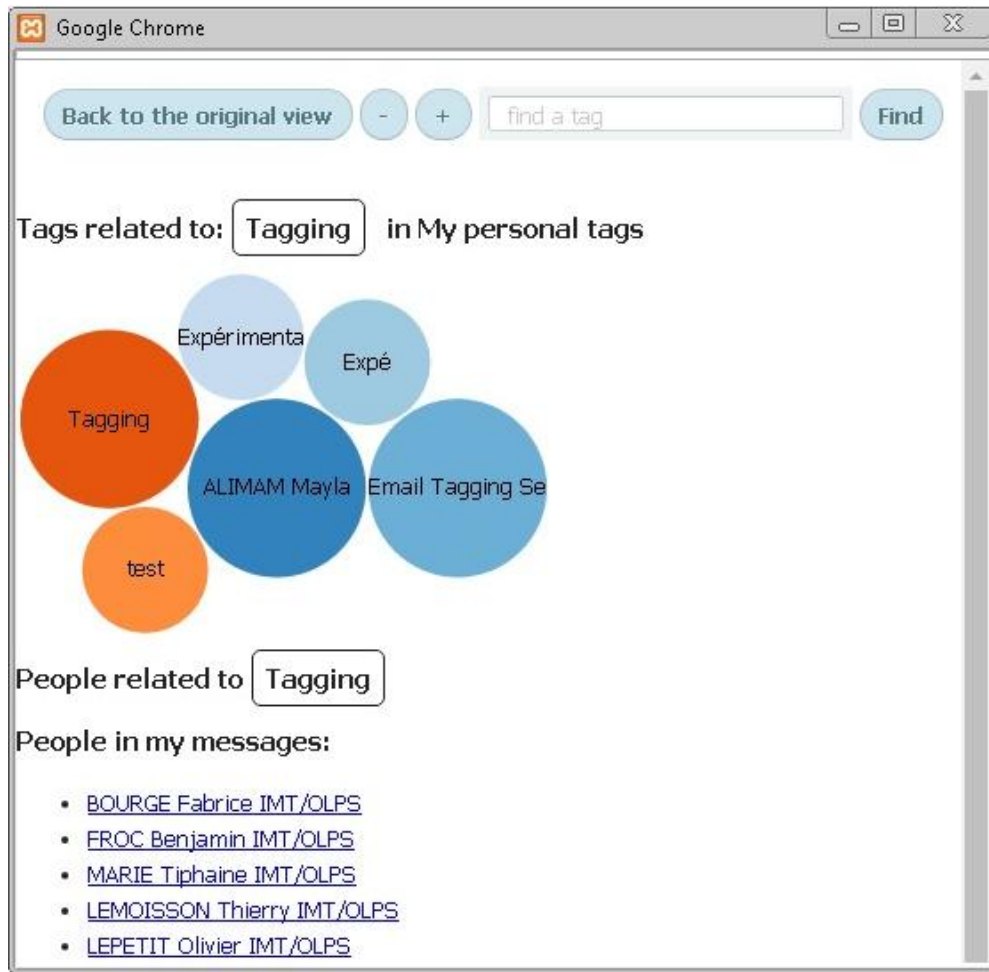 Google Chrome
Back to the original view - + find a tag Find
Tags related to: Tagging in My personal tags
Expérimenta
Expé
Tagging
ALIMAM Mayla
Email Tagging Se
test
People related to Tagging
People in my messages:
• BOURGE Fabrice IMT/OLPS
• FROC Benjamin IMT/OLPS
• MARIE Tiphaine IMT/OLPS
• LEMOISSON Thierry IMT/OLPS
• LEPETIT Olivier IMT/OLPS